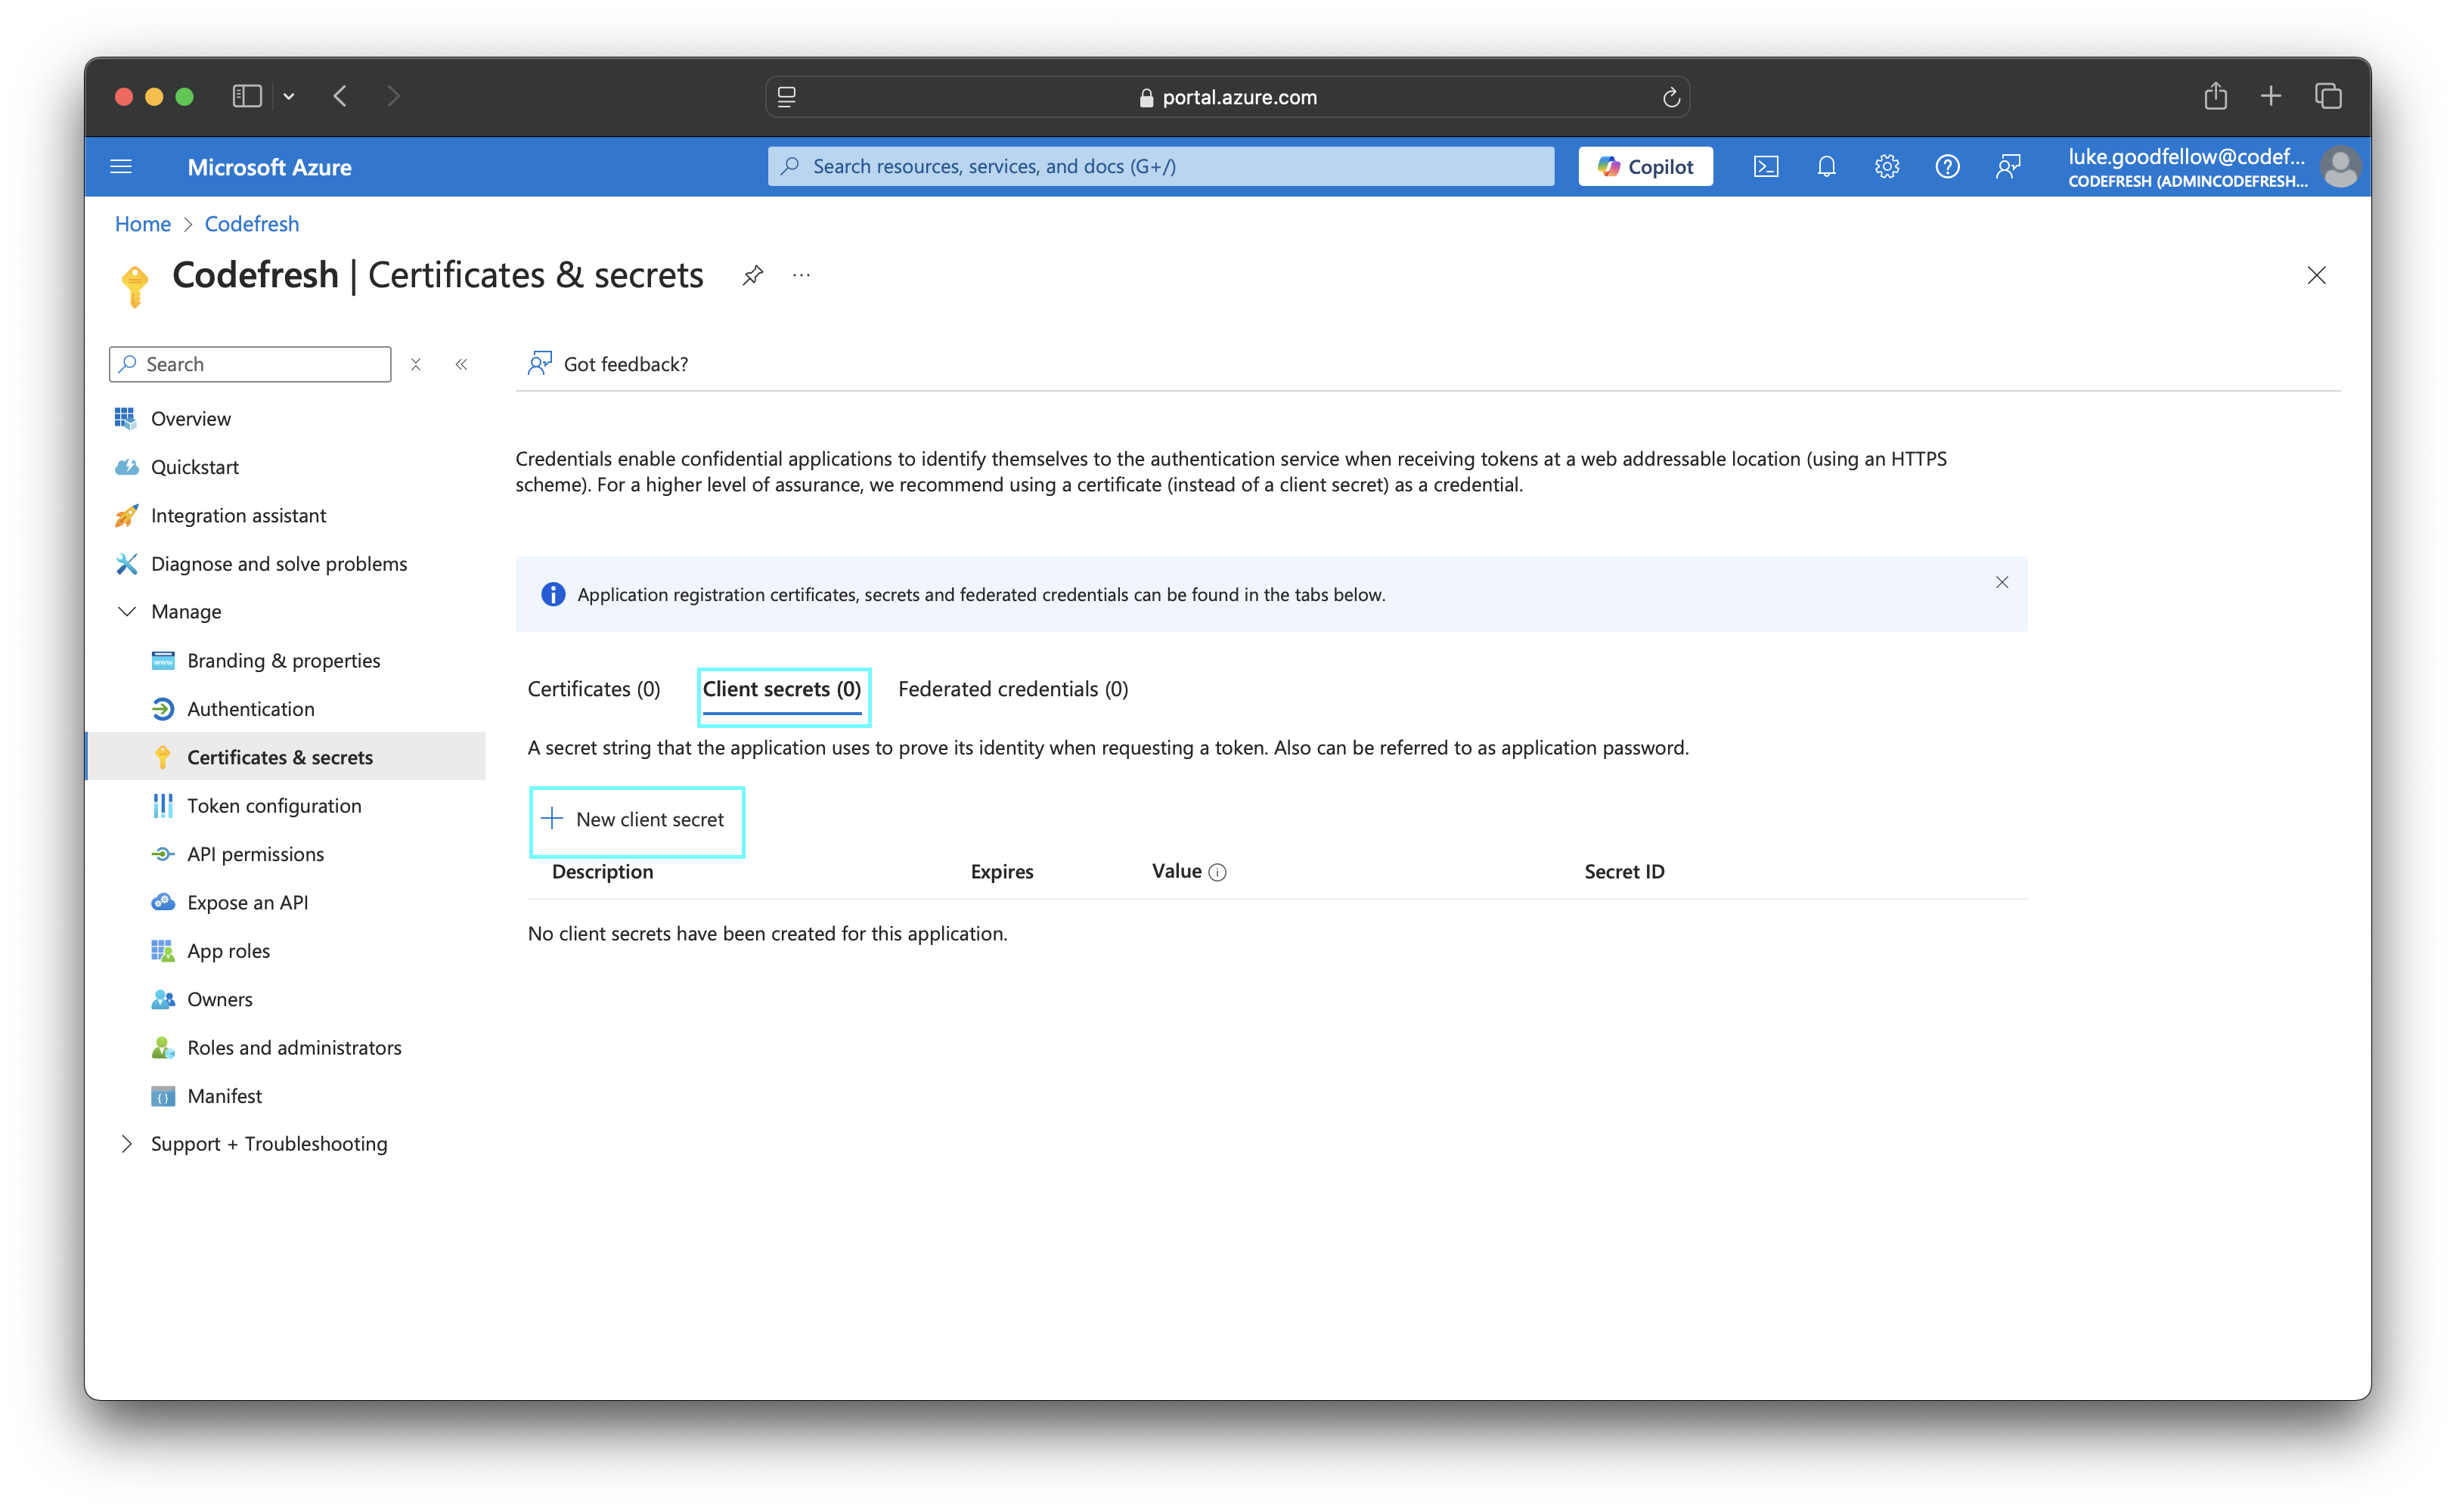 portal.azure.com
Microsoft Azure
Search resources, services, and docs (G+/)
Copilot
luke.goodfellow@codef...
CODEFRESH (ADMINCODEFRESH...
Home > Codefresh
Codefresh | Certificates & secrets
...
Search
Got feedback?
Overview
Quickstart
Integration assistant
Diagnose and solve problems
Manage
Branding & properties
Authentication
Certificates & secrets
Token configuration
API permissions
Expose an API
App roles
Owners
Roles and administrators
Manifest
Support + Troubleshooting
Credentials enable confidential applications to identify themselves to the authentication service when receiving tokens at a web addressable location (using an HTTPS
scheme). For a higher level of assurance, we recommend using a certificate (instead of a client secret) as a credential.
Application registration certificates, secrets and federated credentials can be found in the tabs below.
Certificates (0) Client secrets (0) Federated credentials (0)
A secret string that the application uses to prove its identity when requesting a token. Also can be referred to as application password.
New client secret
Description Expires Value Secret ID
No client secrets have been created for this application.